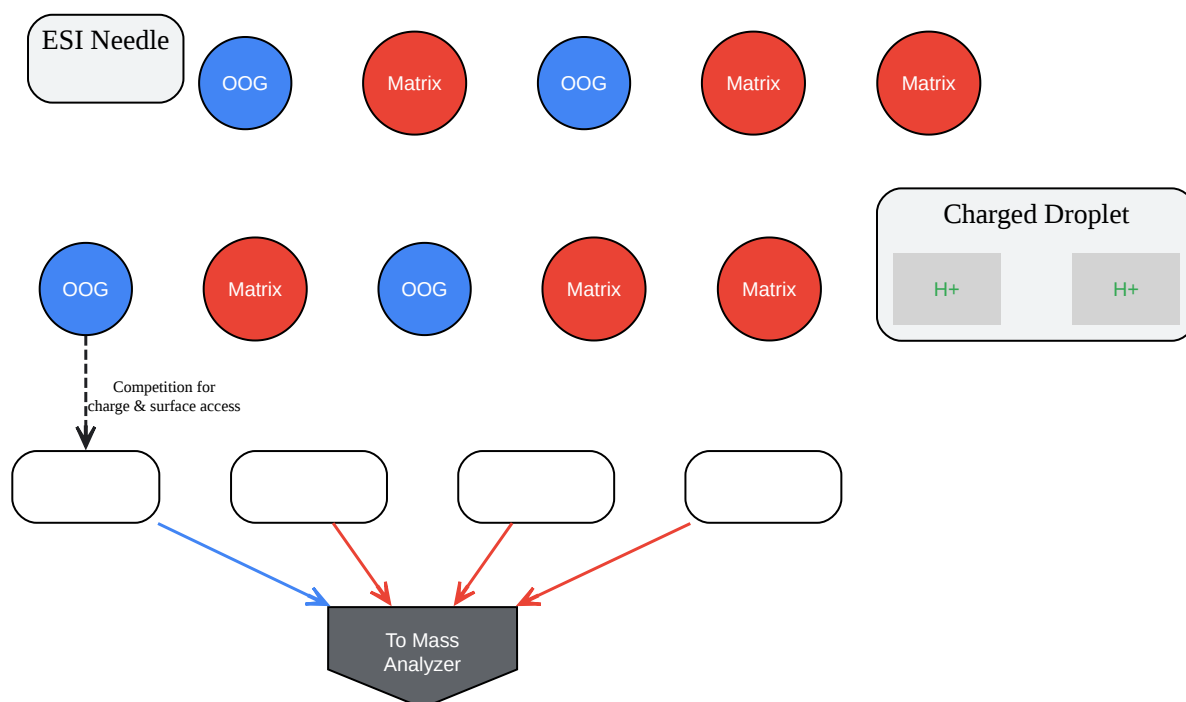 ESI Needle
OOG
Matrix
OOG
Matrix
Matrix
Charged Droplet
OOG
Matrix
OOG
Matrix
Matrix
H+
H+
Competition for
charge & surface access
To Mass
Analyzer